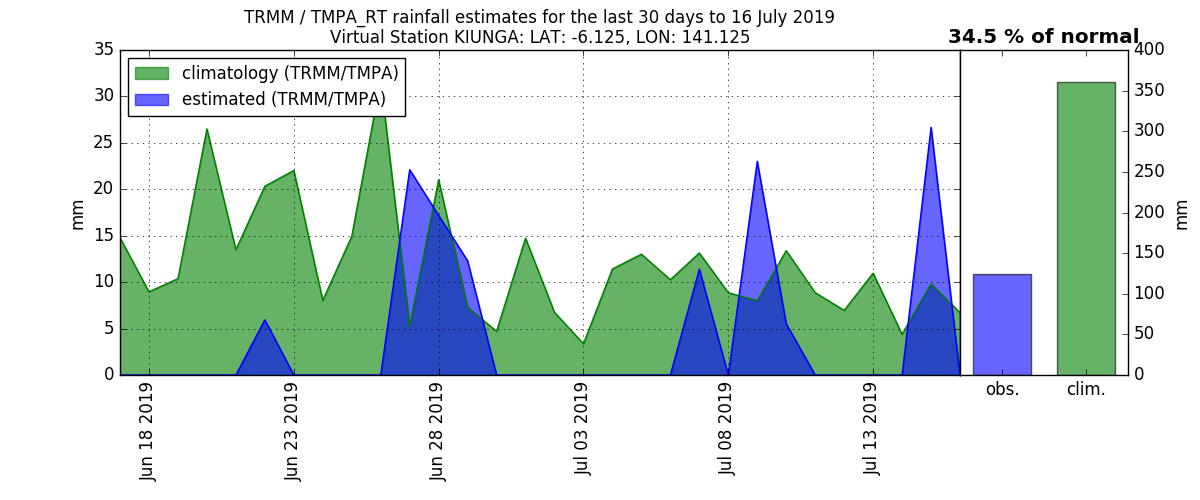 TRMM / TMPA_RT rainfall estimates for the last 30 days to 16 July 2019
Virtual Station KIUNGA: LAT: -6.125, LON: 141.125
34.5 % of normal
climatology (TRMM/TMPA)
estimated (TRMM/TMPA)
35
30
25
20
15
10
5
0
mm
Jun 18 2019
Jun 23 2019
Jun 28 2019
Jul 03 2019
Jul 08 2019
Jul 13 2019
obs.
clim.
400
350
300
250
200
150
100
50
0
mm